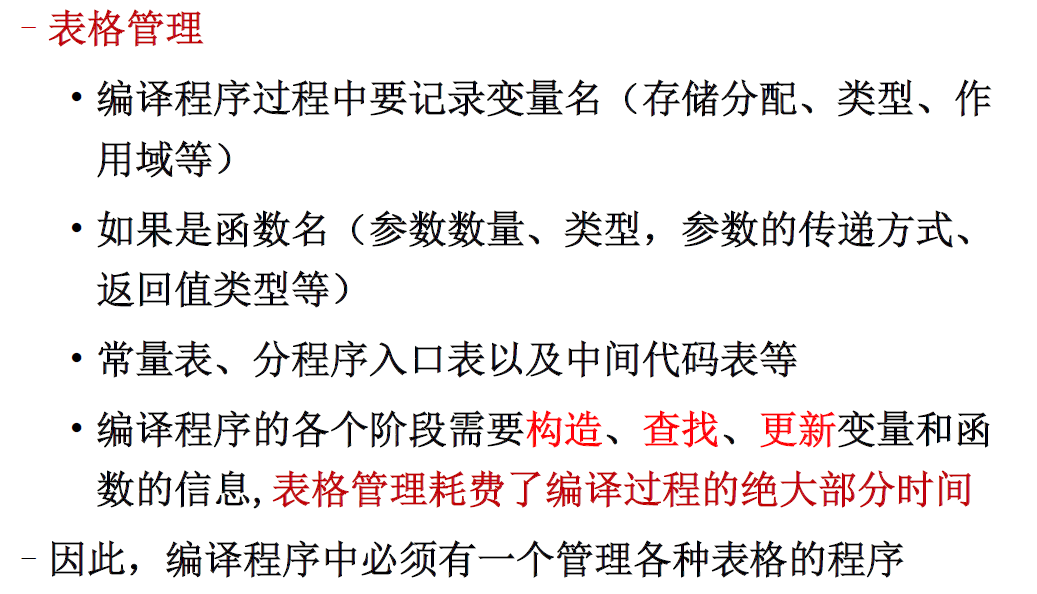 – 表格管理
• 编译程序过程中要记录变量名（存储分配、类型、作
用域等）
• 如果是函数名（参数数量、类型，参数的传递方式、
返回值类型等）
• 常量表、分程序入口表以及中间代码表等
• 编译程序的各个阶段需要构造、查找、更新变量和函
数的信息,表格管理耗费了编译过程的绝大部分时间
– 因此，编译程序中必须有一个管理各种表格的程序